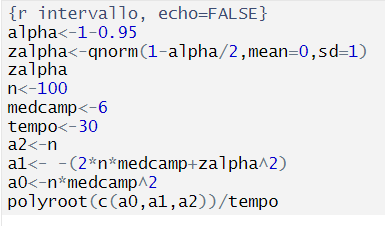 {r intervallo, echo=FALSE}
alpha<-1-0.95
zalpha<-qnorm(1-alpha/2,mean=0,sd=1)
zalpha
n<-100
medcamp<-6
tempo<-30
a2<-n
a1<- -(2*n*medcamp+zalpha^2)
a0<-n*medcamp^2
polyroot(c(a0,a1,a2))/tempo